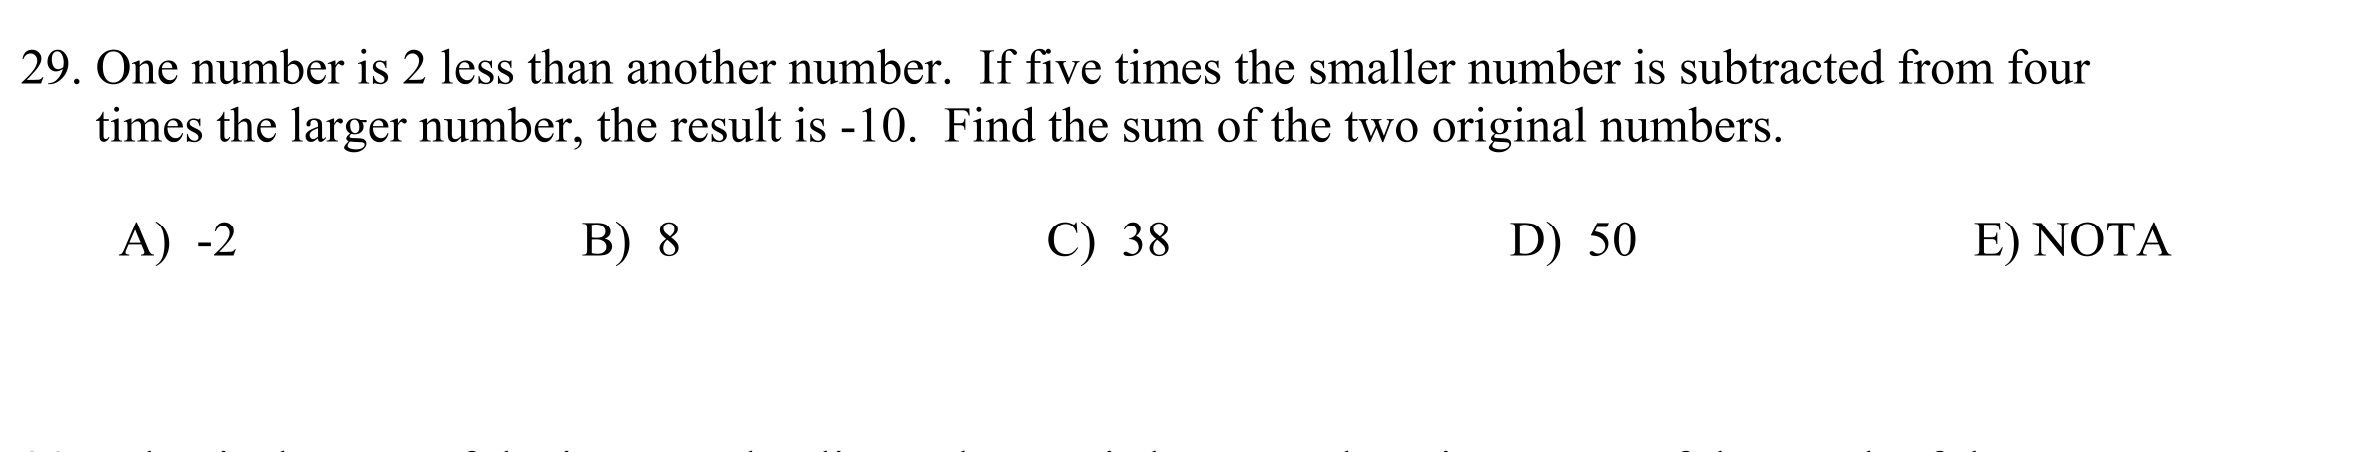 29. One number is 2 less than another number.  If five times the smaller number is subtracted from four
times the larger number, the result is -10.  Find the sum of the two original numbers.
A)  -2 B)  8 C)  38 D)  50 E) NOTA